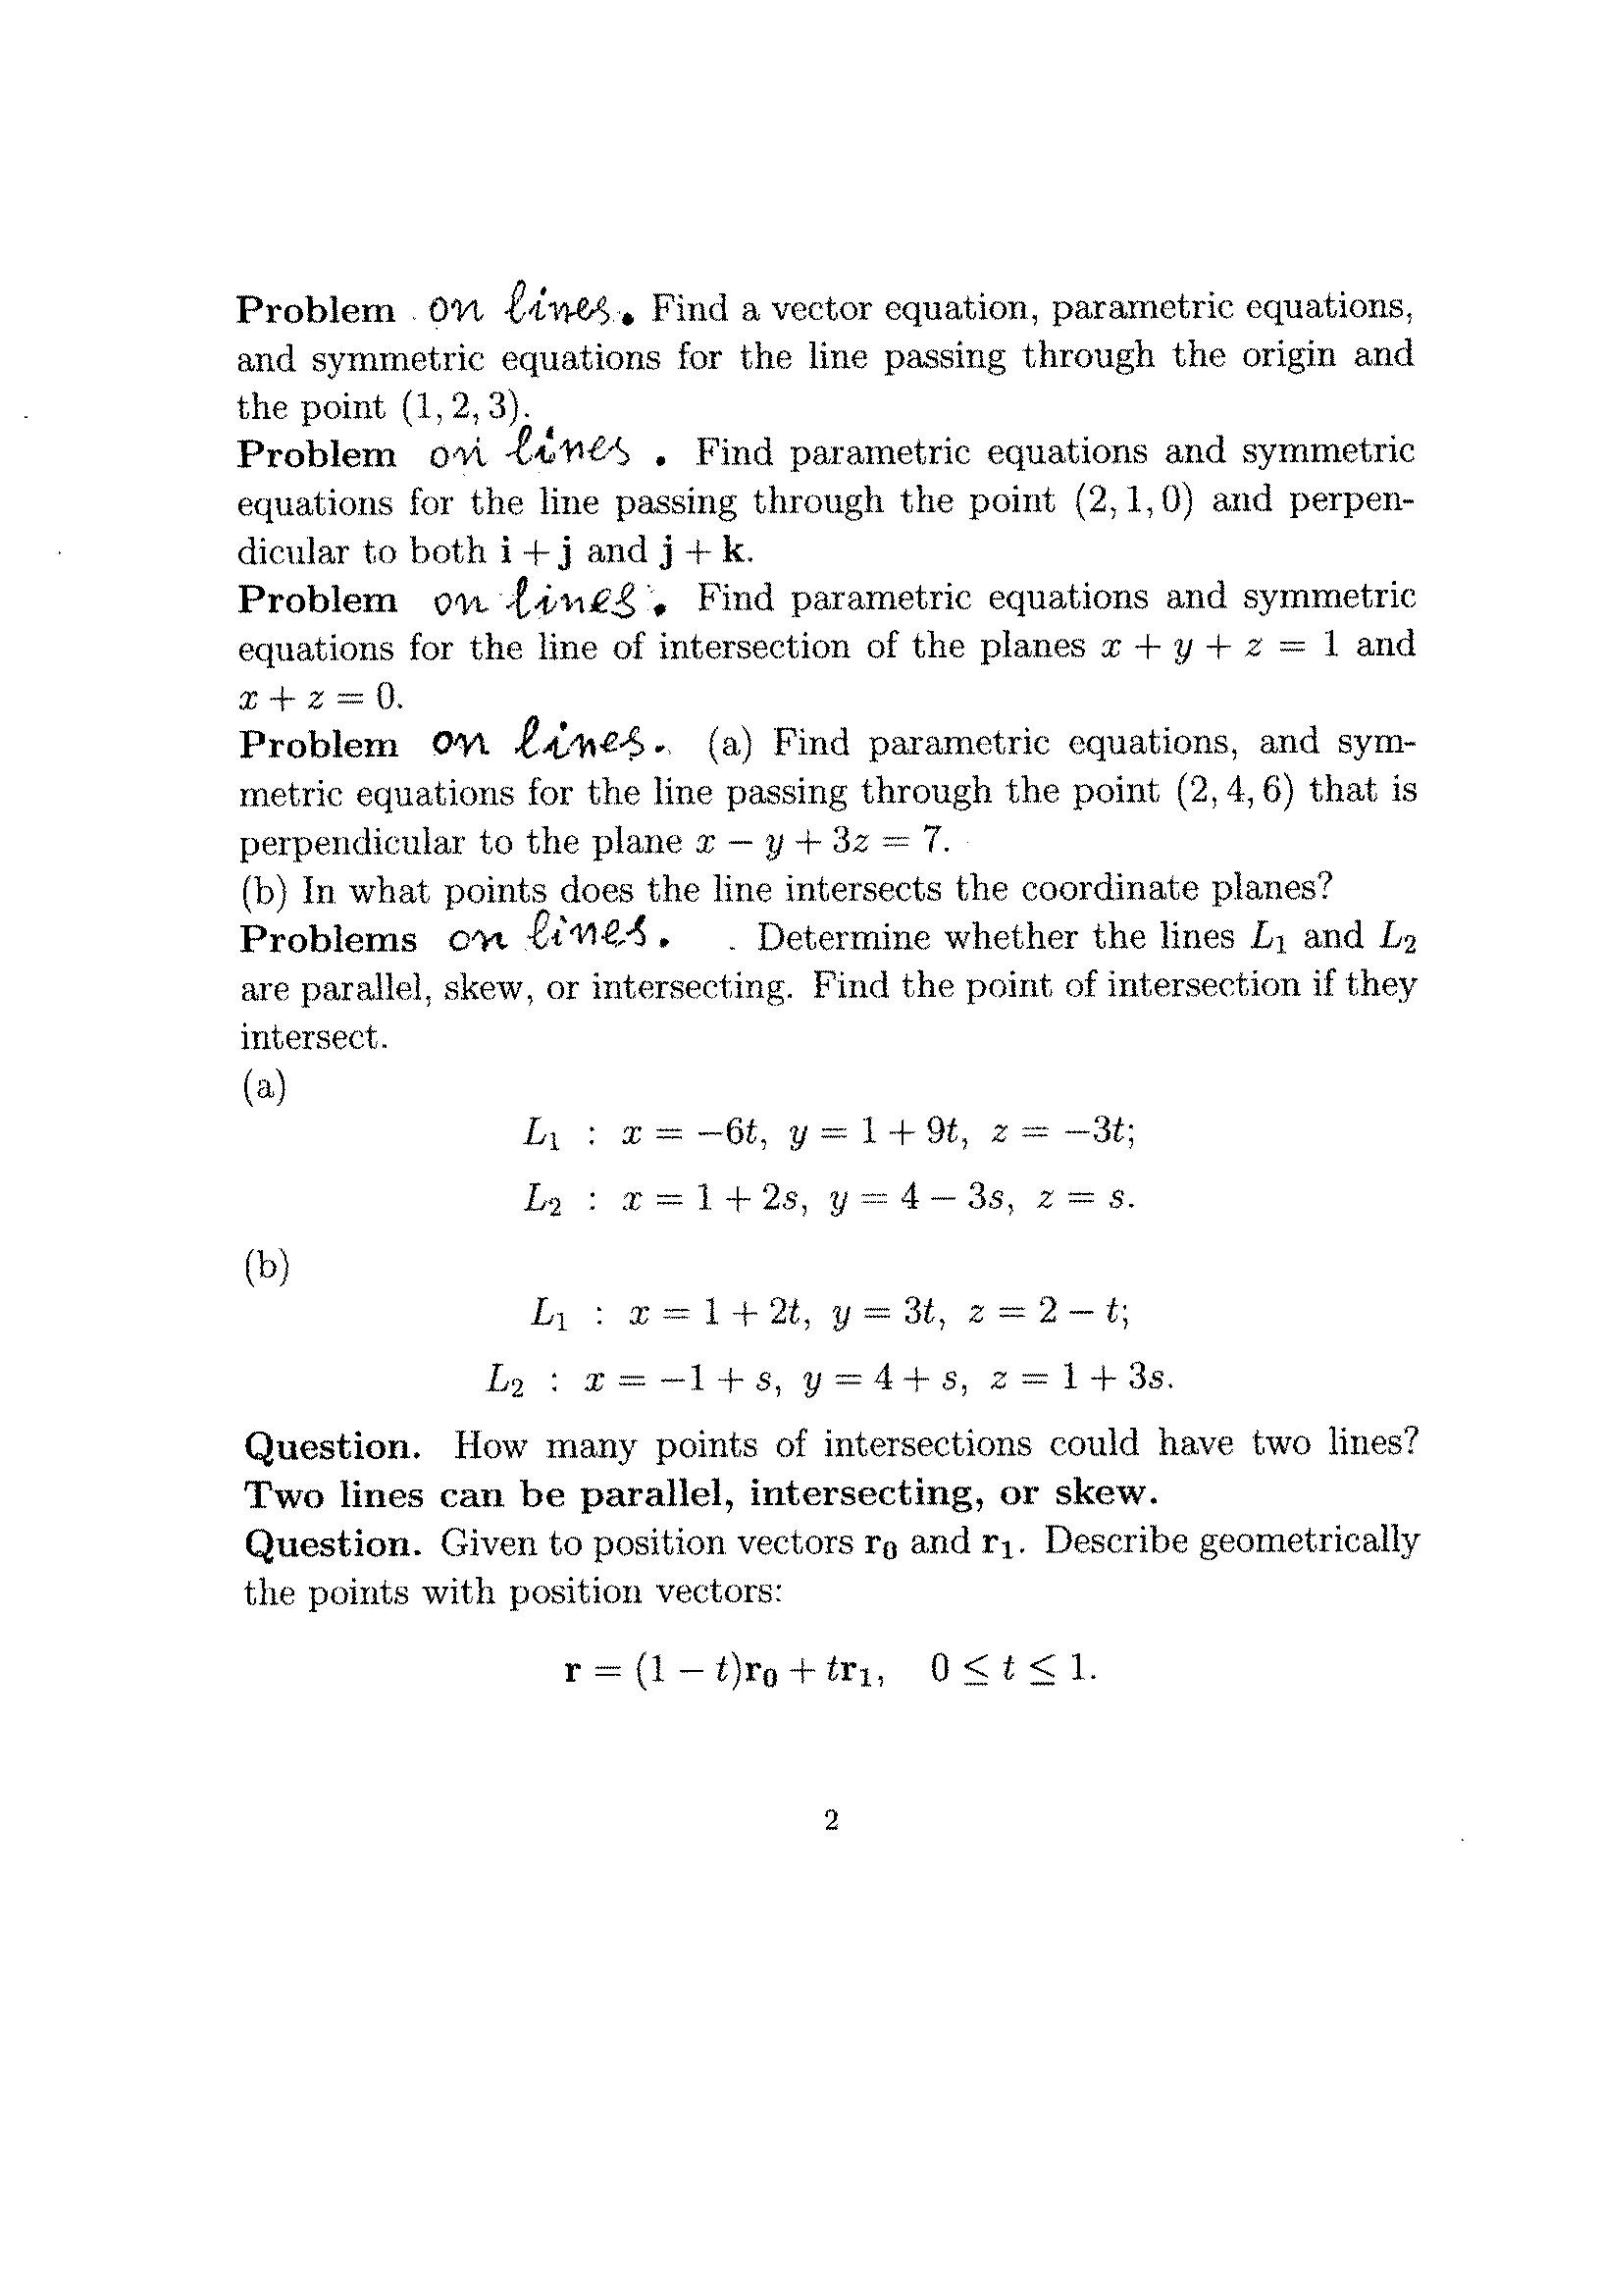 Problem on lines. Find a vector equation, parametric equations,
and symmetric equations for the line passing through the origin and
the point (1, 2, 3).
Problem on lines. Find parametric equations and symmetric
equations for the line passing through the point (2, 1, 0) and perpen-
dicular to both i + j and j + k.
Problem on lines. Find parametric equations and symmetric
equations for the line of intersection of the planes x + y + z = 1 and
x + z = 0.
Problem on lines. (a) Find parametric equations, and sym-
metric equations for the line passing through the point (2, 4, 6) that is
perpendicular to the plane x − y + 3z = 7.
(b) In what points does the line intersects the coordinate planes?
Problems on lines. Determine whether the lines L₁ and L₂
are parallel, skew, or intersecting. Find the point of intersection if they
intersect.
(a)
L₁ : x = −6t, y = 1 + 9t, z = −3t;
L₂ : x = 1 + 2s, y = 4 − 3s, z = s.
(b)
L₁ : x = 1 + 2t, y = 3t, z = 2 − t;
L₂ : x = −1 + s, y = 4 + s, z = 1 + 3s.
Question. How many points of intersections could have two lines?
Two lines can be parallel, intersecting, or skew.
Question. Given to position vectors r₀ and r₁. Describe geometrically
the points with position vectors:
r = (1 − t)r₀ + tr₁, 0 ≤ t ≤ 1.
2